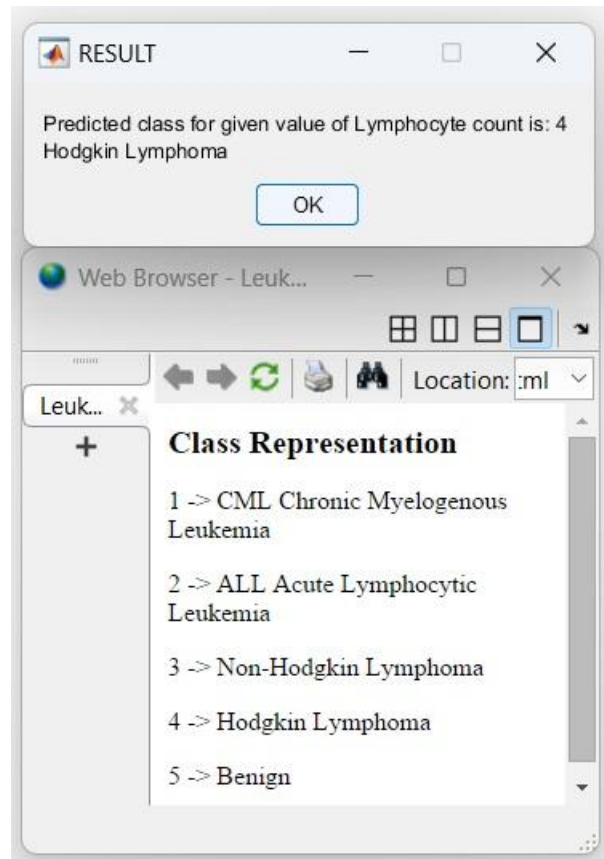 RESULT
Predicted class for given value of Lymphocyte count is: 4
Hodgkin Lymphoma
OK
Web Browser - Leuk...
Location: :ml
Leuk...
Class Representation
1 -> CML Chronic Myelogenous
Leukemia
2 -> ALL Acute Lymphocytic
Leukemia
3 -> Non-Hodgkin Lymphoma
4 -> Hodgkin Lymphoma
5 -> Benign